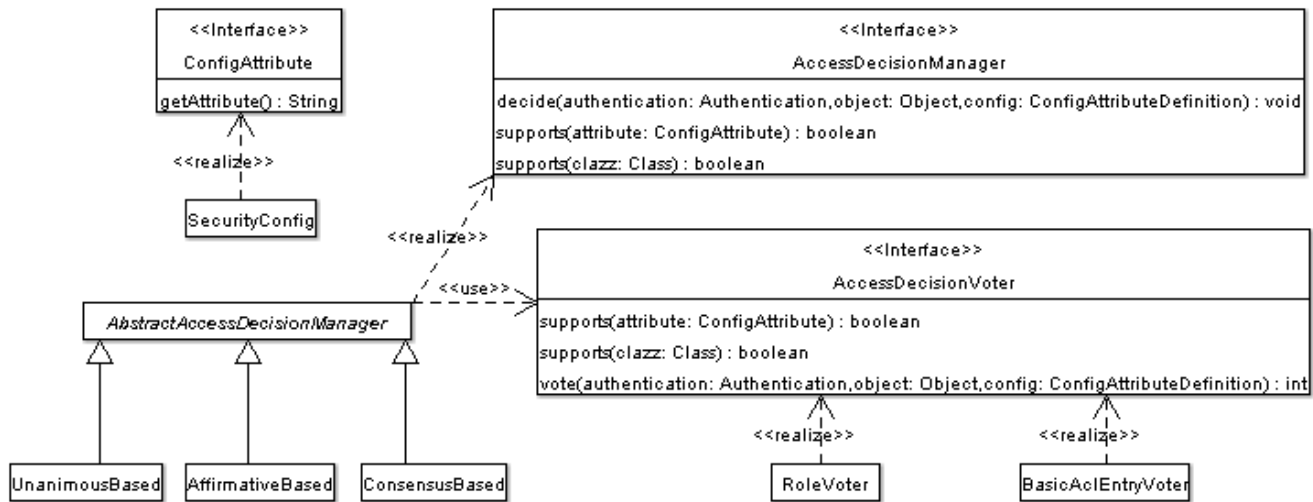 <<Interface>>
ConfigAttribute
getAttribute() : String
<<realize>>
SecurityConfig
<<Interface>>
AccessDecisionManager
decide(authentication: Authentication,object: Object,config: ConfigAttributeDefinition) : void
supports(attribute: ConfigAttribute) : boolean
supports(clazz: Class) : boolean
<<realize>>
<<use>>
<<Interface>>
AccessDecisionVoter
supports(attribute: ConfigAttribute) : boolean
supports(clazz: Class) : boolean
vote(authentication: Authentication,object: Object,config: ConfigAttributeDefinition) : int
AbstractAccessDecisionManager
<<realize>>
<<realize>>
UnanimousBased
AffirmativeBased
ConsensusBased
RoleVoter
BasicAclEntryVoter